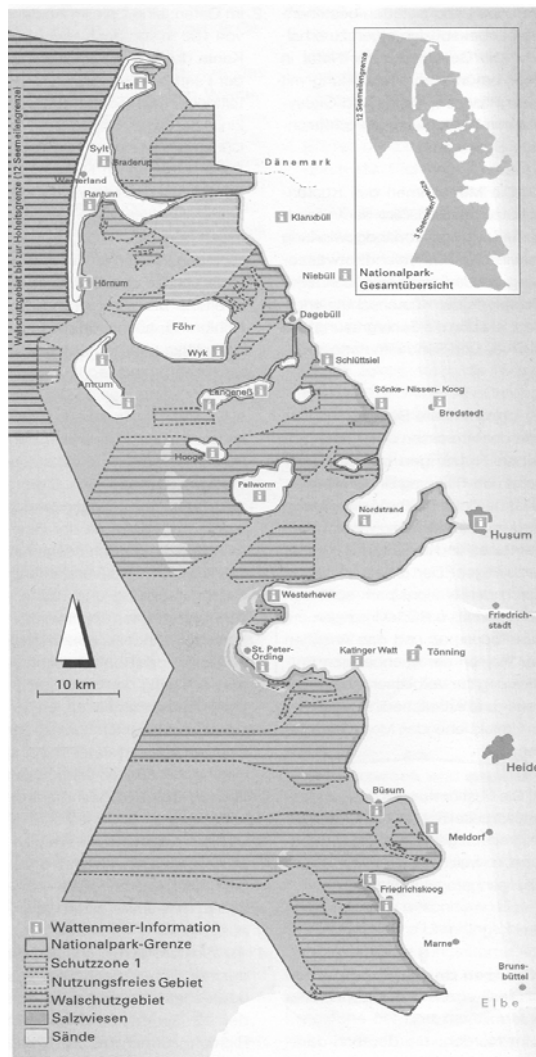 List
Sylt
Braderup
Westerland
Rantum
Hörnum
Walschutzgebiet bis zur Hoheitsgrenze (12 Seemeilengrenze)
12 Seemeilengrenze
3 Seemeilengrenze
Nationalpark-
Gesamtübersicht
Dänemark
Klanxbüll
Niebüll
Dagebüll
Föhr
Wyk
Schlüttsiel
Amrum
Langeneß
Sönke-Nissen-Koog
Bredstedt
Hooge
Pellworm
Nordstrand
Husum
Westerhever
Friedrich-
stadt
St. Peter-
Ording
Katinger Watt
Tönning
10 km
Heide
Büsum
Meldorf
Friedrichskoog
Marne
Bruns-
büttel
Elbe
Wattenmeer-Information
Nationalpark-Grenze
Schutzzone 1
Nutzungsfreies Gebiet
Walschutzgebiet
Salzwiesen
Sände